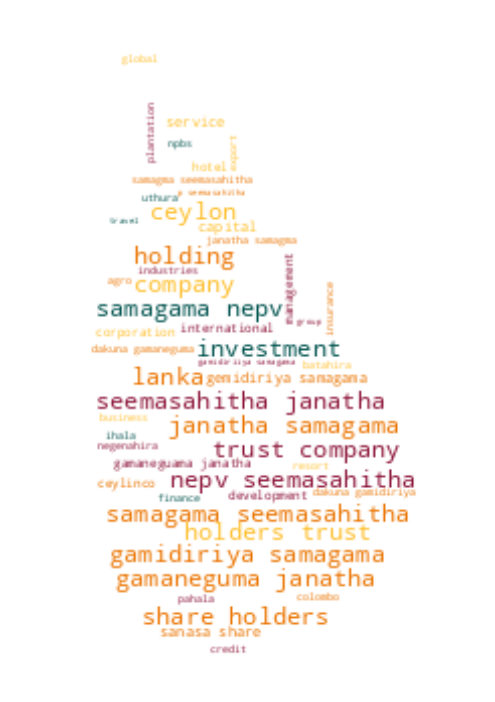 global
plantation
service
npbs
export
hotel
samagma seemasahitha
p seemasahitha
uthura
ceylon
travel
capital
janatha samagma
holding
industries
management
agro
company
insurance
samagama nepv
group
corporation
international
dakuna gamaneguma
investment
gamidiriya samagama
batahira
lanka
gemidiriya samagama
seemasahitha janatha
business
janatha samagama
ihala
negenahira
trust company
gamaneguama janatha
resort
nepv seemasahitha
ceylinco
dakuna gamidiriya
finance
development
samagama seemasahitha
holders trust
gamidiriya samagama
gamaneguma janatha
pahala
colombo
share holders
sanasa share
credit